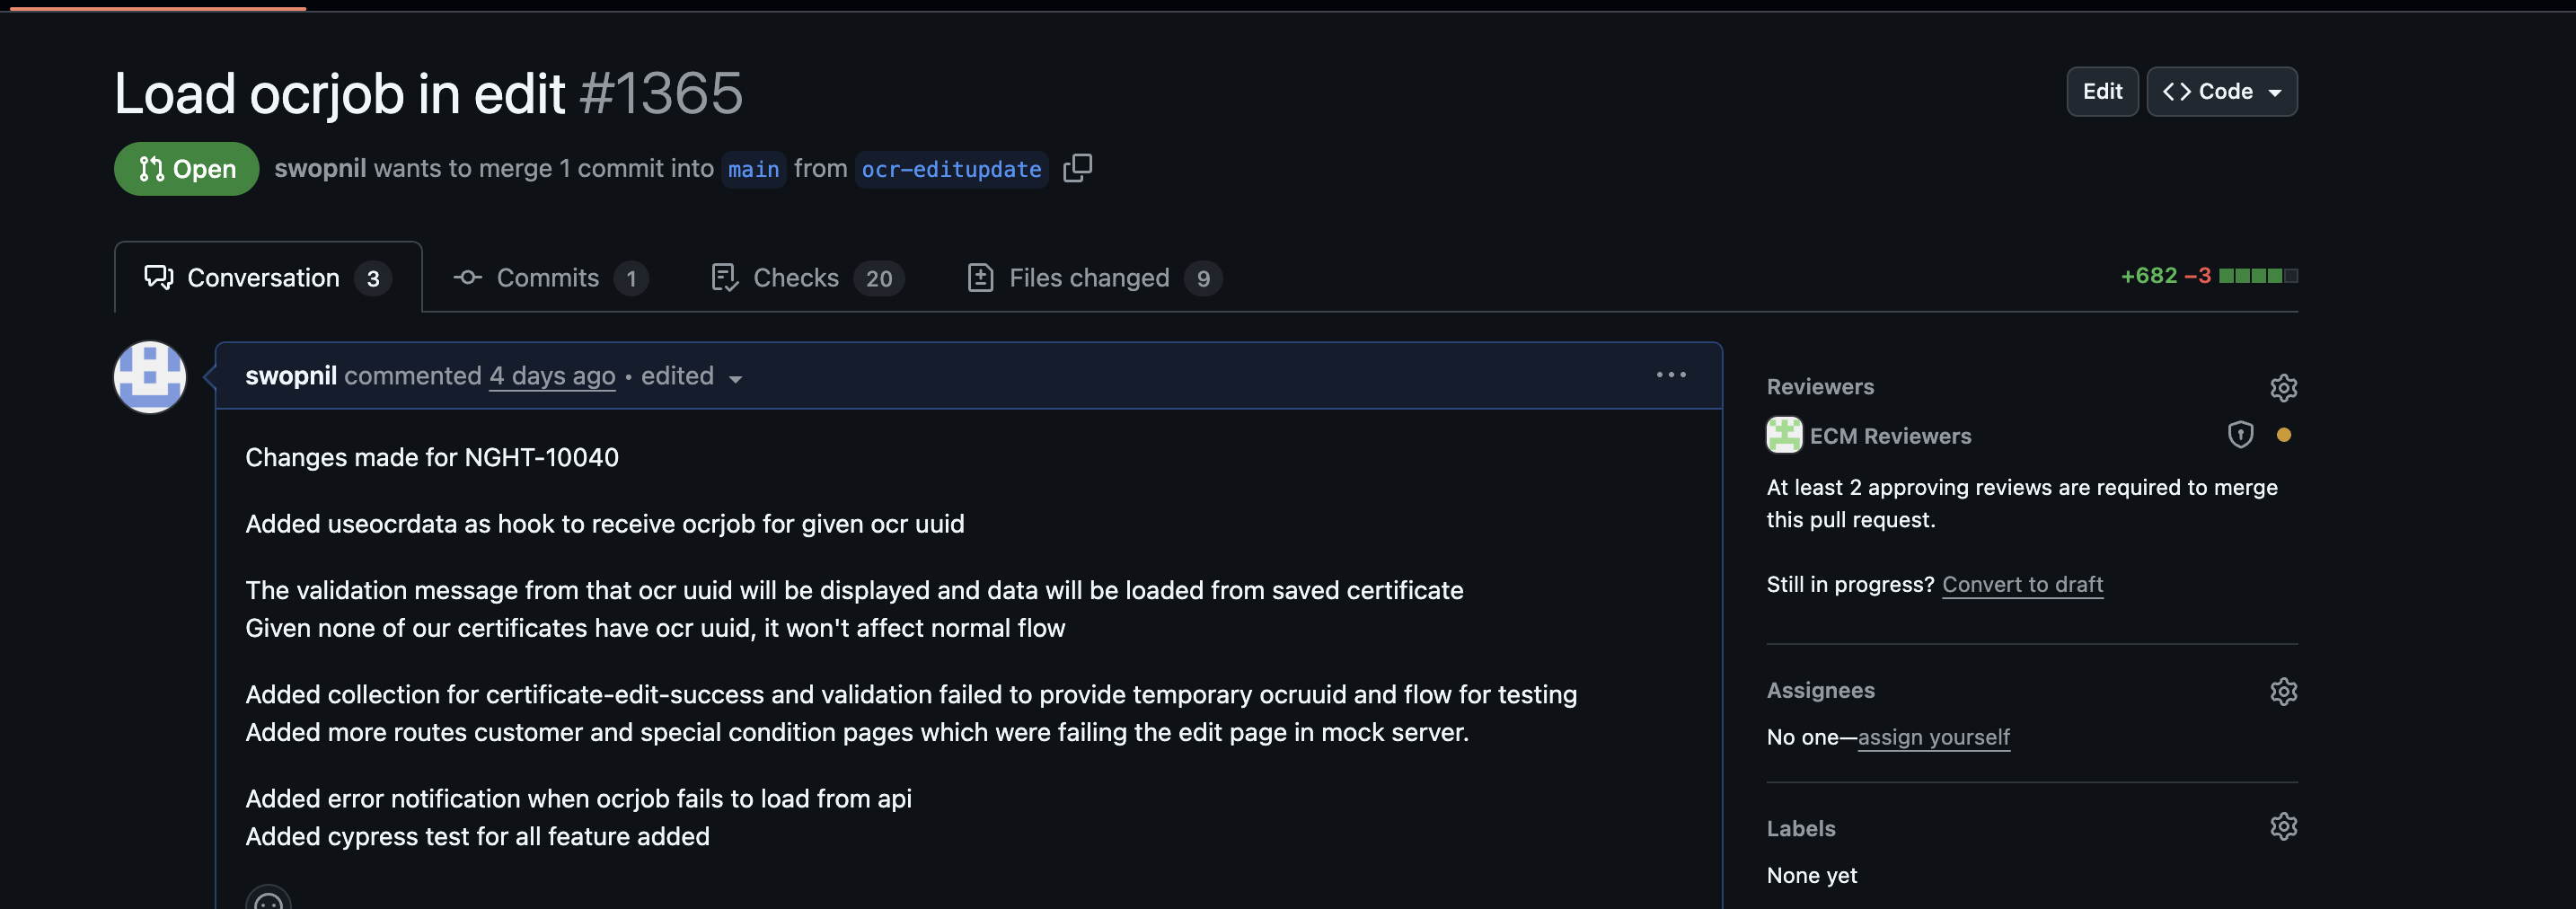 Load ocrjob in edit #1365
Edit
<> Code
Open swopnil wants to merge 1 commit into main from ocr-editupdate
Conversation 3
Commits 1
Checks 20
Files changed 9
+682 −3
swopnil commented 4 days ago • edited
Changes made for NGHT-10040
Added useocrdata as hook to receive ocrjob for given ocr uuid
The validation message from that ocr uuid will be displayed and data will be loaded from saved certificate
Given none of our certificates have ocr uuid, it won't affect normal flow
Added collection for certificate-edit-success and validation failed to provide temporary ocruuid and flow for testing
Added more routes customer and special condition pages which were failing the edit page in mock server.
Added error notification when ocrjob fails to load from api
Added cypress test for all feature added
Reviewers
ECM Reviewers
At least 2 approving reviews are required to merge
this pull request.
Still in progress? Convert to draft
Assignees
No one—assign yourself
Labels
None yet